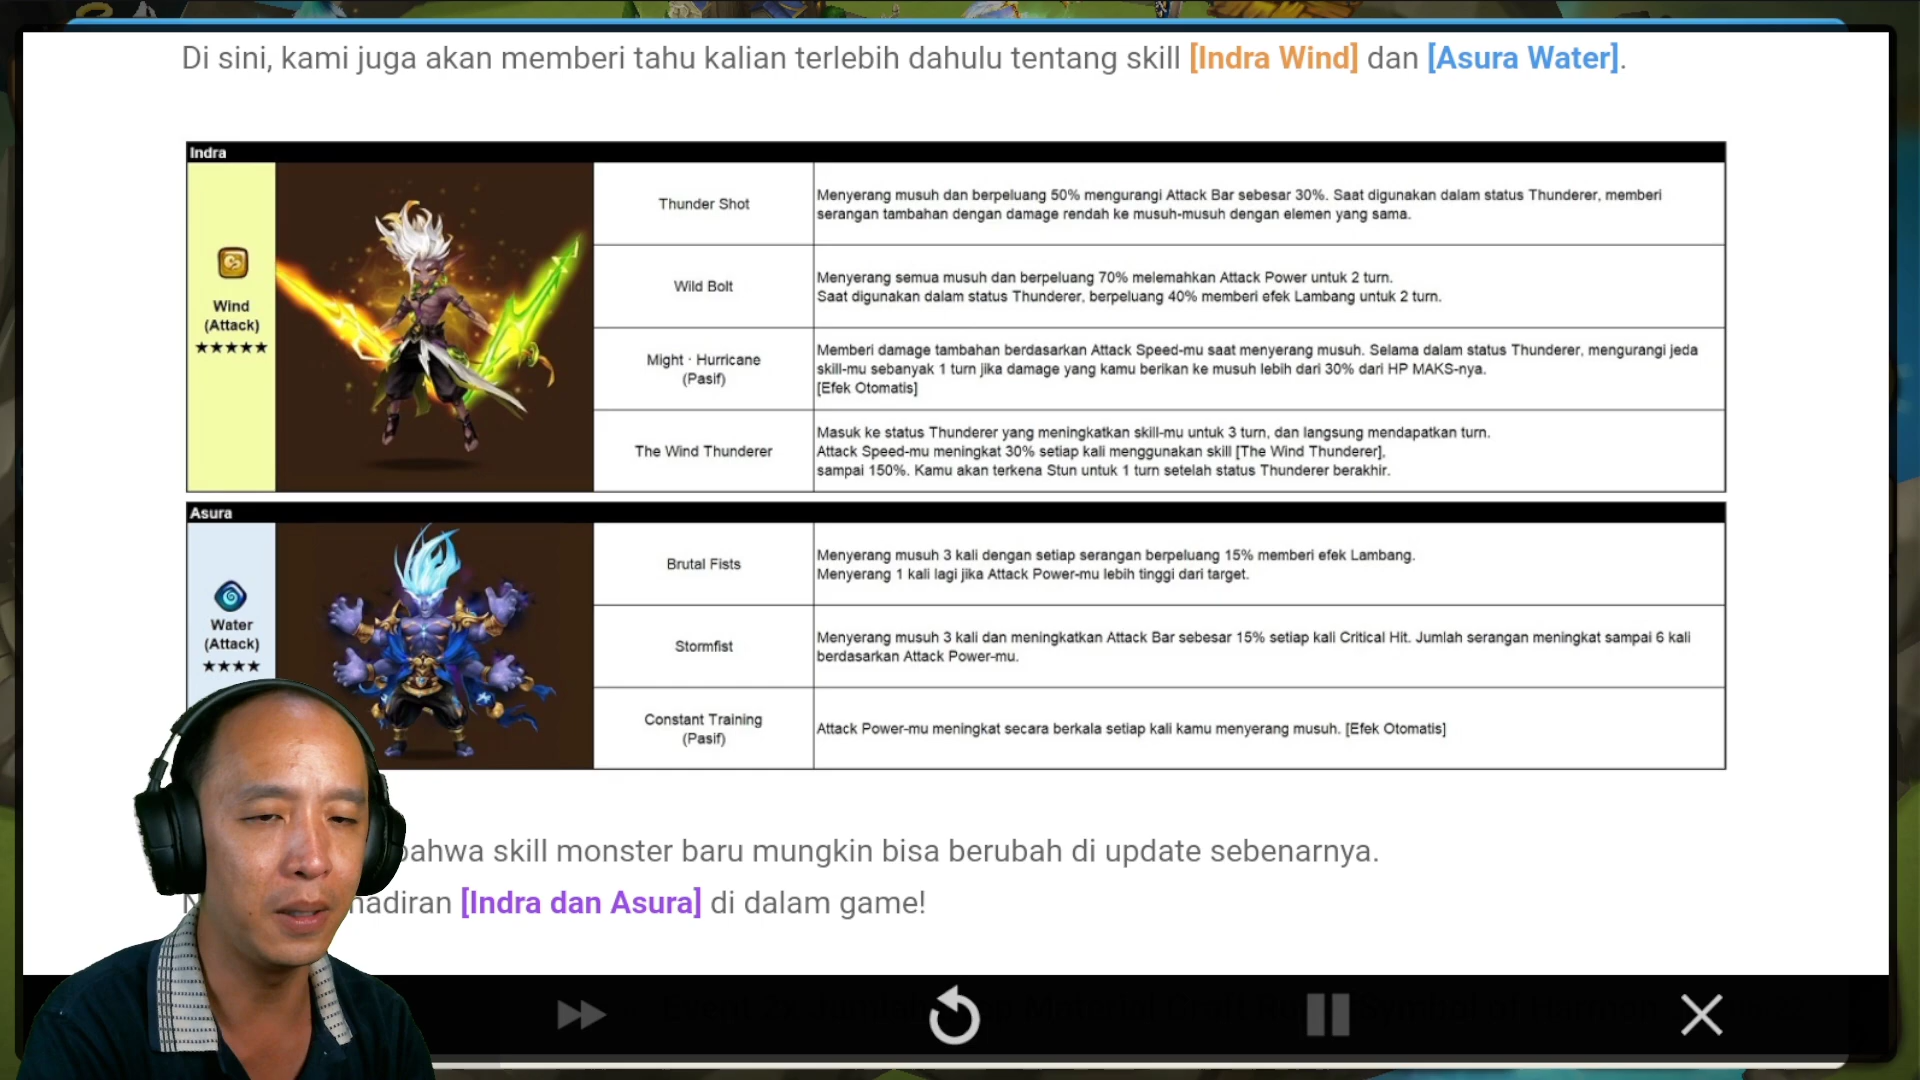 Di sini, kami juga akan memberi tahu kalian terlebih dahulu tentang skill [Indra Wind] dan [Asura Water].
Indra
Wind
(Attack)
★★★★★
Thunder Shot
Menyerang musuh dan berpeluang 50% mengurangi Attack Bar sebesar 30%. Saat digunakan dalam status Thunderer, memberi
serangan tambahan dengan damage rendah ke musuh-musuh dengan elemen yang sama.
Wild Bolt
Menyerang semua musuh dan berpeluang 70% melemahkan Attack Power untuk 2 turn.
Saat digunakan dalam status Thunderer, berpeluang 40% memberi efek Lambang untuk 2 turn.
Might · Hurricane
(Pasif)
Memberi damage tambahan berdasarkan Attack Speed-mu saat menyerang musuh. Selama dalam status Thunderer, mengurangi jeda
skill-mu sebanyak 1 turn jika damage yang kamu berikan ke musuh lebih dari 30% dari HP MAKS-nya.
[Efek Otomatis]
The Wind Thunderer
Masuk ke status Thunderer yang meningkatkan skill-mu untuk 3 turn, dan langsung mendapatkan turn.
Attack Speed-mu meningkat 30% setiap kali menggunakan skill [The Wind Thunderer],
sampai 150%. Kamu akan terkena Stun untuk 1 turn setelah status Thunderer berakhir.
Asura
Water
(Attack)
★★★★
Brutal Fists
Menyerang musuh 3 kali dengan setiap serangan berpeluang 15% memberi efek Lambang.
Menyerang 1 kali lagi jika Attack Power-mu lebih tinggi dari target.
Stormfist
Menyerang musuh 3 kali dan meningkatkan Attack Bar sebesar 15% setiap kali Critical Hit. Jumlah serangan meningkat sampai 6 kali
berdasarkan Attack Power-mu.
Constant Training
(Pasif)
Attack Power-mu meningkat secara berkala setiap kali kamu menyerang musuh. [Efek Otomatis]
bahwa skill monster baru mungkin bisa berubah di update sebenarnya.
hadiran [Indra dan Asura] di dalam game!